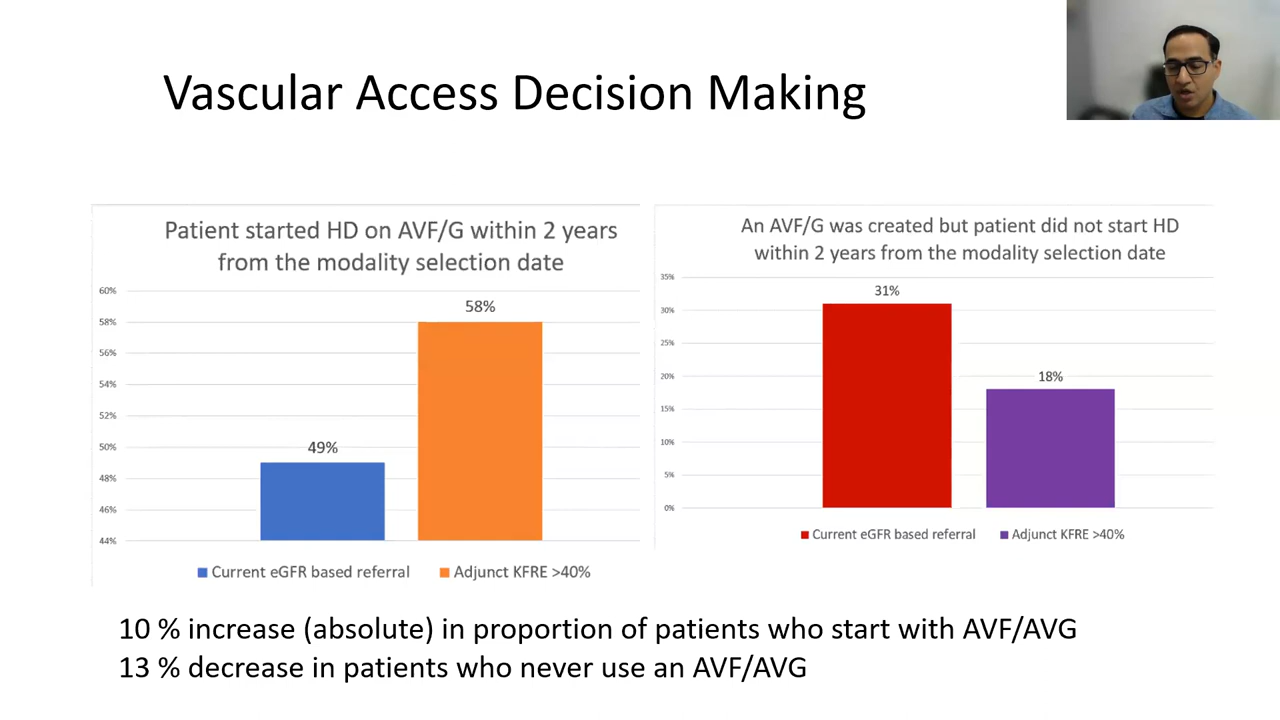 Vascular Access Decision Making
Patient started HD on AVF/G within 2 years
from the modality selection date
60%
58%
56%
54%
52%
50%
48%
46%
44%
58%
49%
Current eGFR based referral
Adjunct KFRE >40%
An AVF/G was created but patient did not start HD
within 2 years from the modality selection date
35%
30%
25%
20%
15%
10%
5%
0%
31%
18%
Current eGFR based referral
Adjunct KFRE >40%
10 % increase (absolute) in proportion of patients who start with AVF/AVG
13 % decrease in patients who never use an AVF/AVG